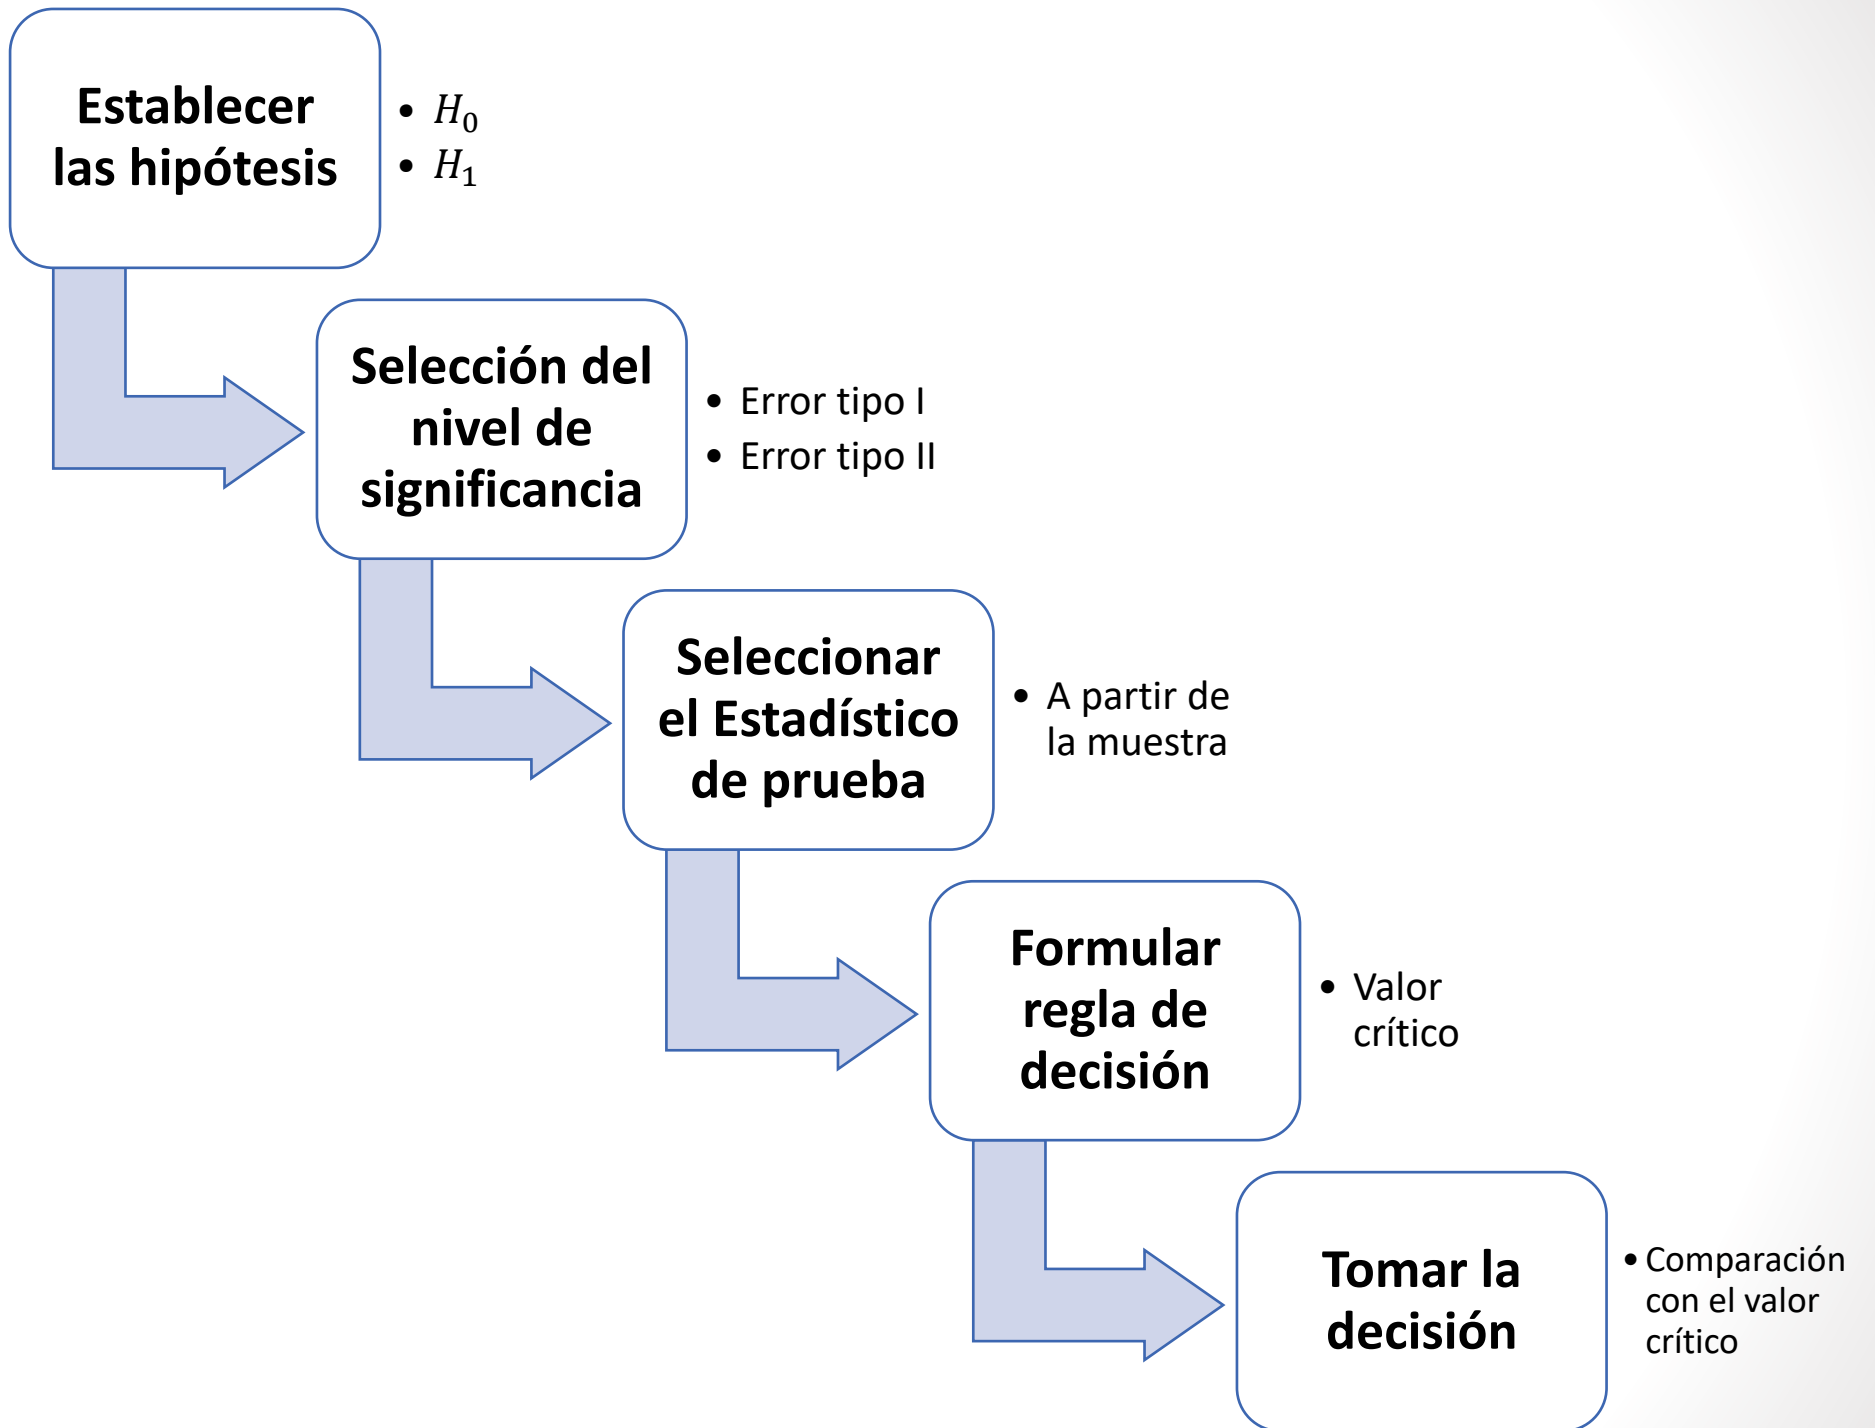 Establecer
las hipótesis
• H₀
• H₁
Selección del
nivel de
significancia
• Error tipo I
• Error tipo II
Seleccionar
el Estadístico
de prueba
• A partir de
la muestra
Formular
regla de
decisión
• Valor
crítico
Tomar la
decisión
• Comparación
con el valor
crítico